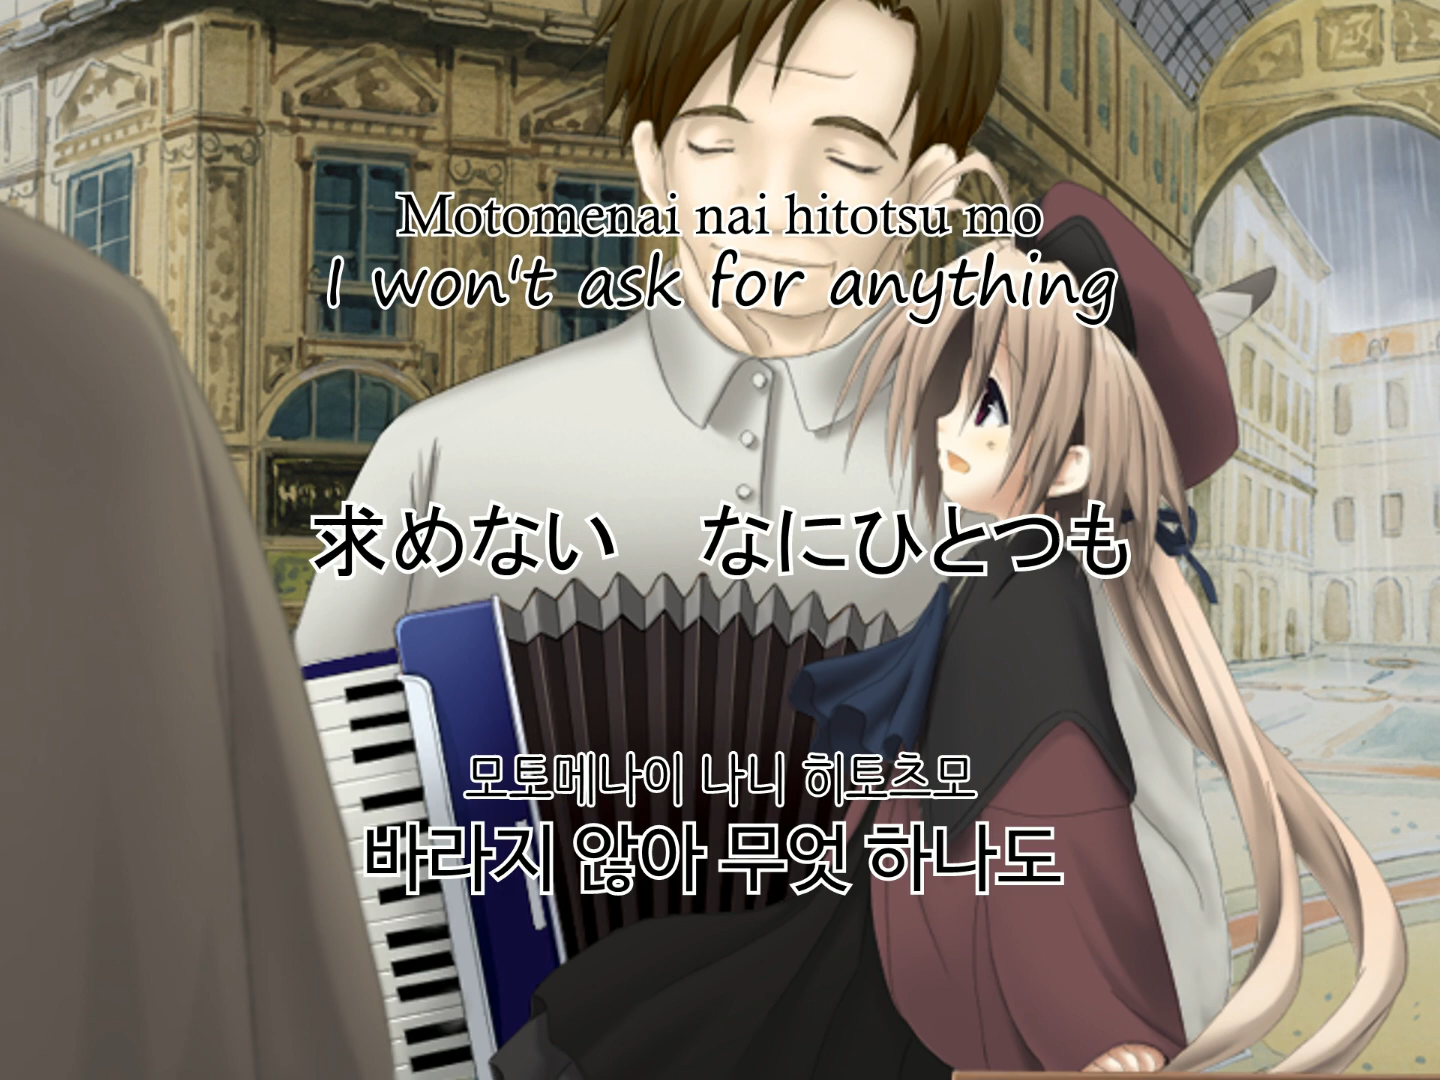 Motomenai nai hitotsu mo
I won't ask for anything
求めない　なにひとつも
모토메나이 나니 히토츠모
바라지 않아 무엇 하나도